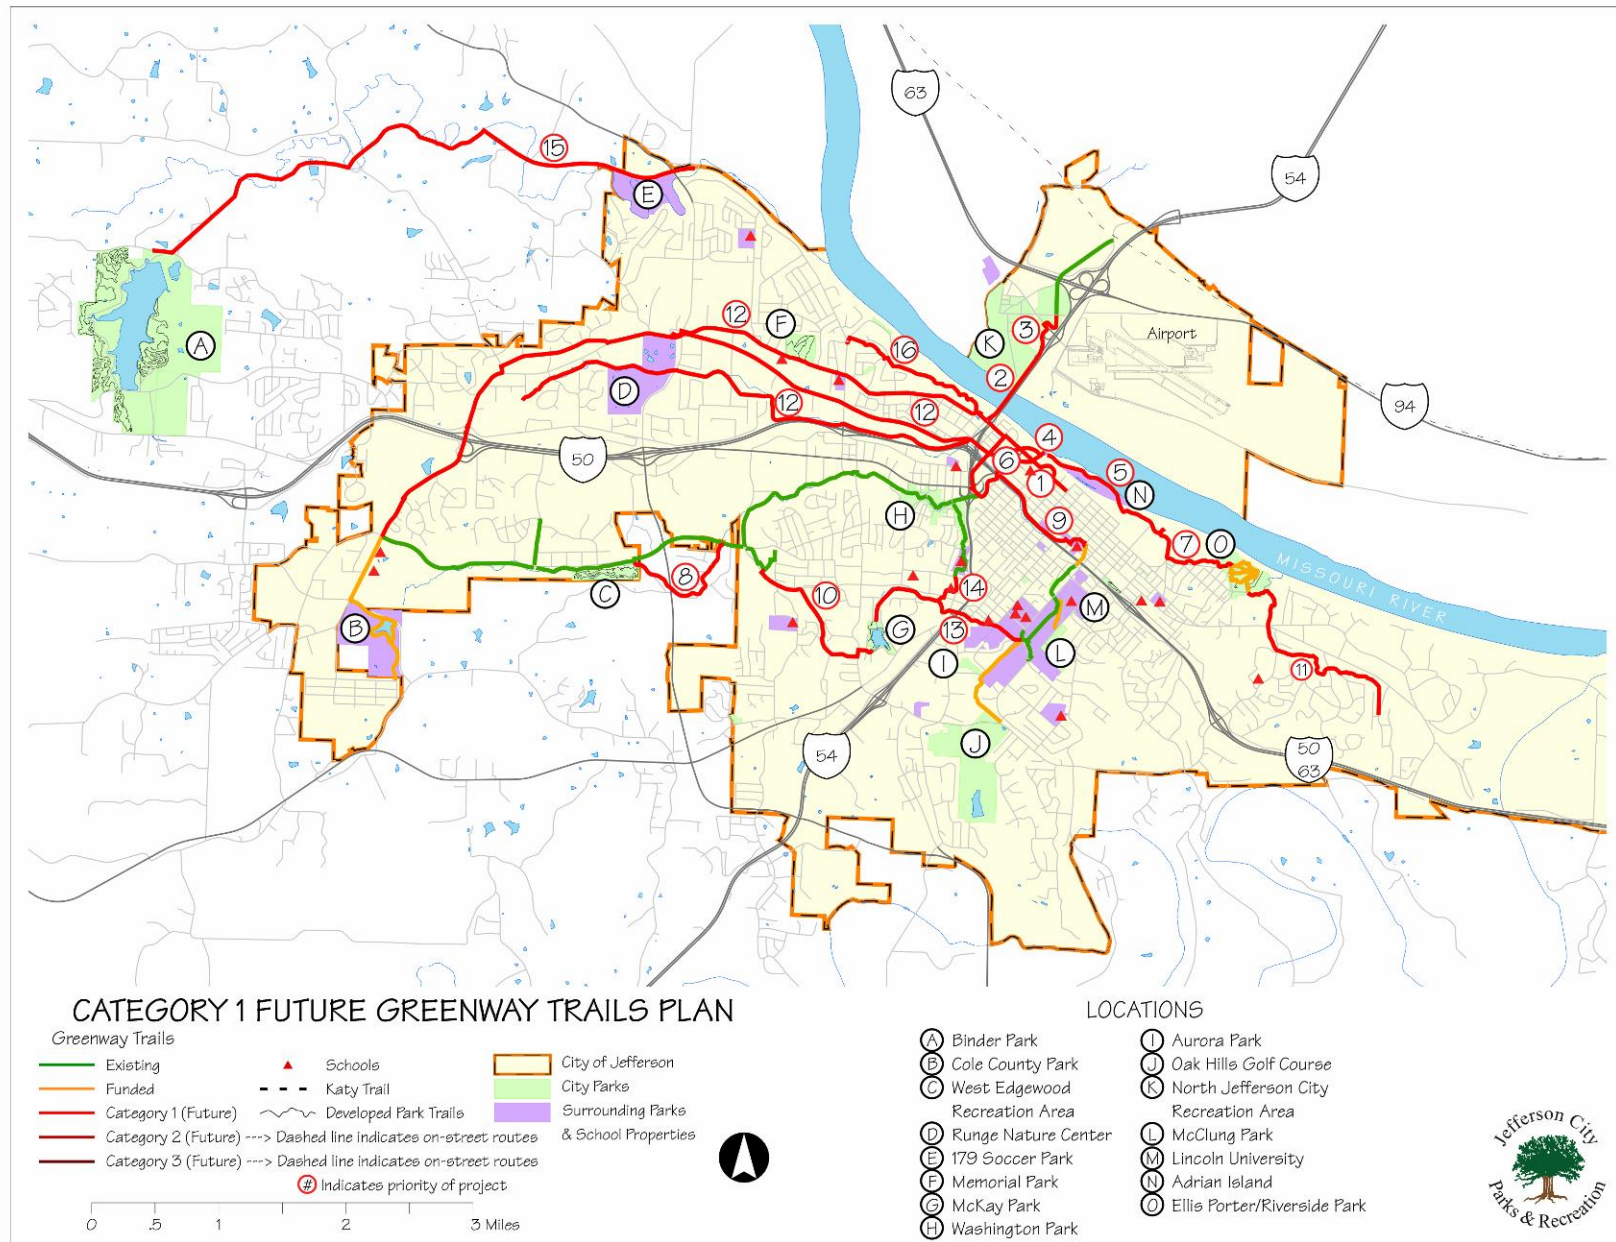 63
15
54
E
12
F
Airport
A
16
K
3
2
94
D
12
12
4
50
6
5
1
N
H
9
7
O
MISSOURI RIVER
8
C
10
14
M
B
G
13
I
L
11
J
54
50
63
CATEGORY 1 FUTURE GREENWAY TRAILS PLAN
Greenway Trails
Existing
Funded
Category 1 (Future)
Category 2 (Future) ---> Dashed line indicates on-street routes
Category 3 (Future) ---> Dashed line indicates on-street routes
Schools
Katy Trail
Developed Park Trails
# Indicates priority of project
City of Jefferson
City Parks
Surrounding Parks
& School Properties
0 .5 1 2 3 Miles
LOCATIONS
A Binder Park
B Cole County Park
C West Edgewood
Recreation Area
D Runge Nature Center
E 179 Soccer Park
F Memorial Park
G McKay Park
H Washington Park
I Aurora Park
J Oak Hills Golf Course
K North Jefferson City
Recreation Area
L McClung Park
M Lincoln University
N Adrian Island
O Ellis Porter/Riverside Park
Jefferson City
Parks & Recreation